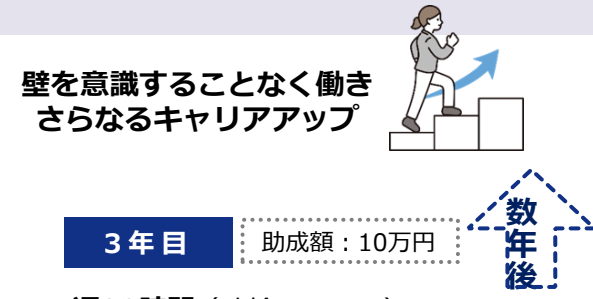 壁を意識することなく働き
さらなるキャリアアップ
数年後
3年目
助成額：10万円